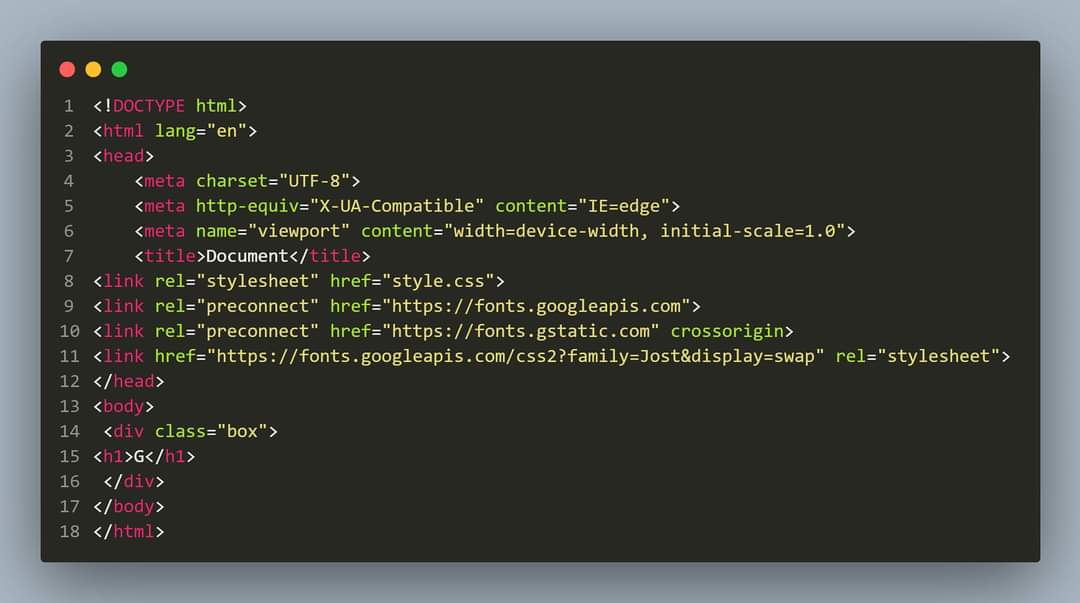 1 <!DOCTYPE html>
2 <html lang="en">
3 <head>
4     <meta charset="UTF-8">
5     <meta http-equiv="X-UA-Compatible" content="IE=edge">
6     <meta name="viewport" content="width=device-width, initial-scale=1.0">
7     <title>Document</title>
8 <link rel="stylesheet" href="style.css">
9 <link rel="preconnect" href="https://fonts.googleapis.com">
10 <link rel="preconnect" href="https://fonts.gstatic.com" crossorigin>
11 <link href="https://fonts.googleapis.com/css2?family=Jost&display=swap" rel="stylesheet">
12 </head>
13 <body>
14  <div class="box">
15 <h1>G</h1>
16  </div>
17 </body>
18 </html>